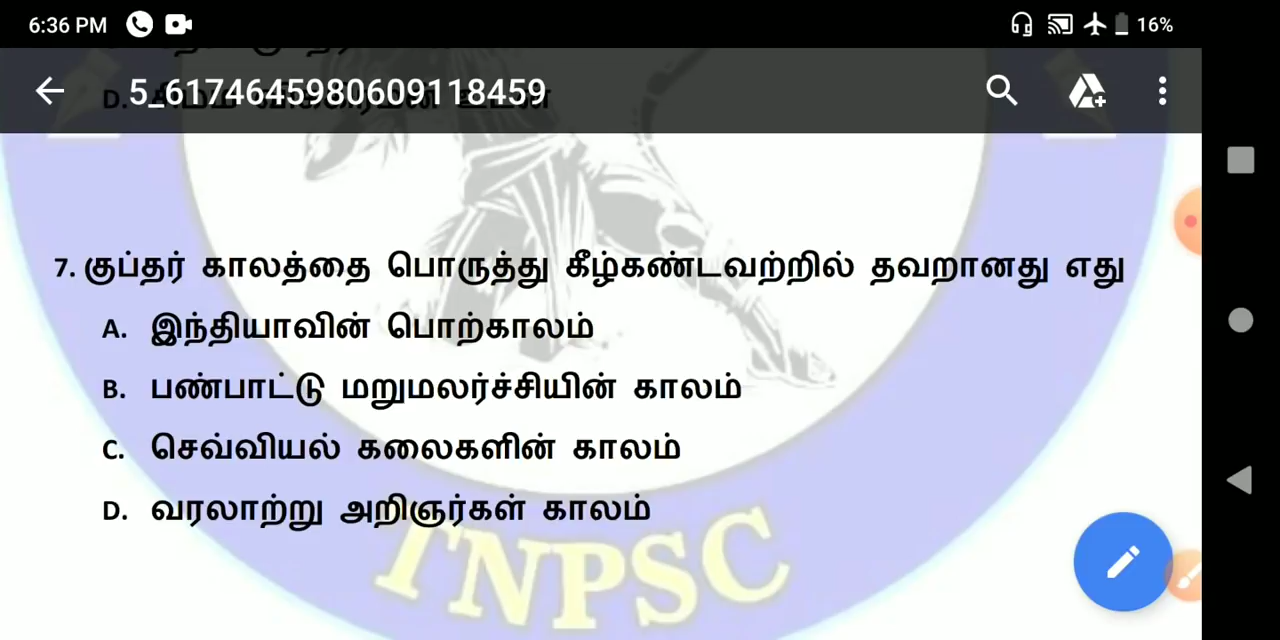 6:36 PM 16%
5_6174645980609118459
D.
7. குப்தர் காலத்தை பொருத்து கீழ்கண்டவற்றில் தவறானது எது
A. இந்தியாவின் பொற்காலம்
B. பண்பாட்டு மறுமலர்ச்சியின் காலம்
C. செவ்வியல் கலைகளின் காலம்
D. வரலாற்று அறிஞர்கள் காலம்
TNPSC